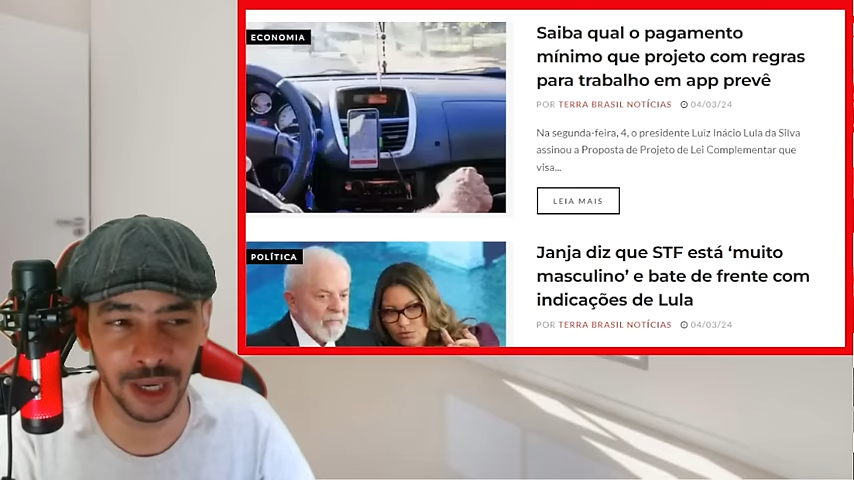 ECONOMIA
Saiba qual o pagamento
mínimo que projeto com regras
para trabalho em app prevê
POR TERRA BRASIL NOTÍCIAS 04/03/24
Na segunda-feira, 4, o presidente Luiz Inácio Lula da Silva
assinou a Proposta de Projeto de Lei Complementar que
visa...
LEIA MAIS
POLÍTICA
Janja diz que STF está ‘muito
masculino’ e bate de frente com
indicações de Lula
POR TERRA BRASIL NOTÍCIAS 04/03/24